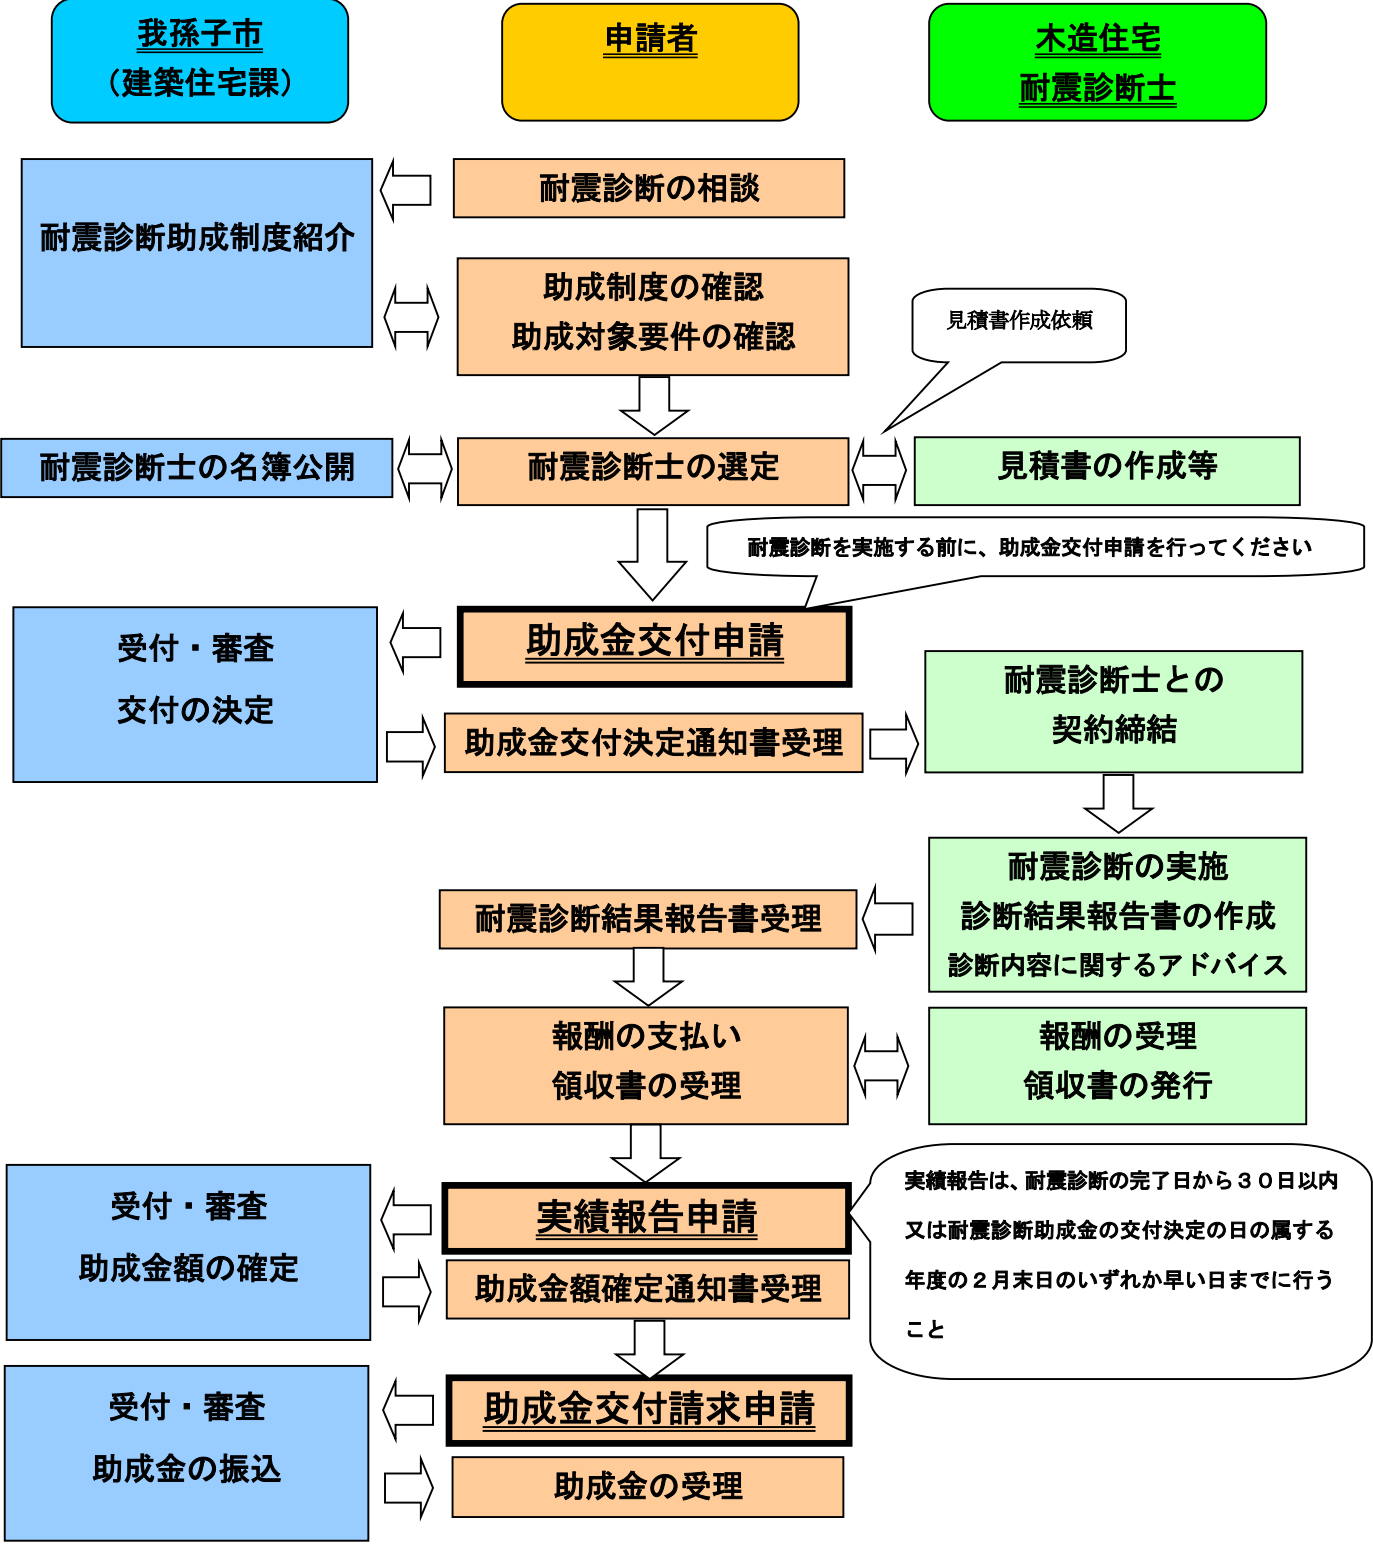 我孫子市
（建築住宅課）
申請者
木造住宅
耐震診断士
耐震診断の相談
耐震診断助成制度紹介
助成制度の確認
助成対象要件の確認
見積書作成依頼
耐震診断士の名簿公開
耐震診断士の選定
見積書の作成等
耐震診断を実施する前に、助成金交付申請を行ってください
受付・審査
交付の決定
助成金交付申請
助成金交付決定通知書受理
耐震診断士との
契約締結
耐震診断の実施
診断結果報告書の作成
診断内容に関するアドバイス
耐震診断結果報告書受理
報酬の支払い
領収書の受理
報酬の受理
領収書の発行
受付・審査
助成金額の確定
実績報告申請
助成金額確定通知書受理
実績報告は、耐震診断の完了日から３０日以内
又は耐震診断助成金の交付決定の日の属する
年度の２月末日のいずれか早い日までに行う
こと
受付・審査
助成金の振込
助成金交付請求申請
助成金の受理